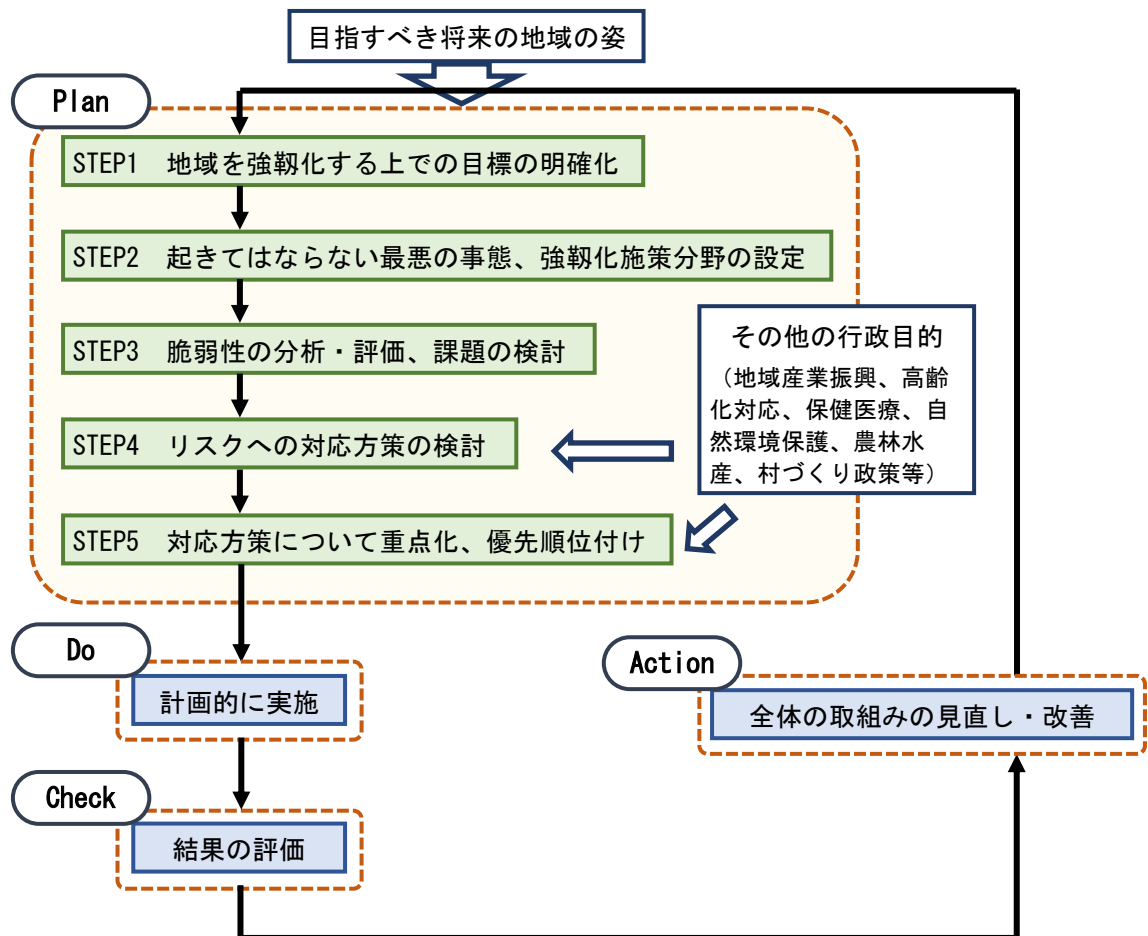 目指すべき将来の地域の姿
Plan
STEP1 地域を強靱化する上での目標の明確化
STEP2 起きてはならない最悪の事態、強靱化施策分野の設定
STEP3 脆弱性の分析・評価、課題の検討
その他の行政目的
（地域産業振興、高齢
化対応、保健医療、自
然環境保護、農林水
産、村づくり政策等）
STEP4 リスクへの対応方策の検討
STEP5 対応方策について重点化、優先順位付け
Do
計画的に実施
Action
全体の取組みの見直し・改善
Check
結果の評価